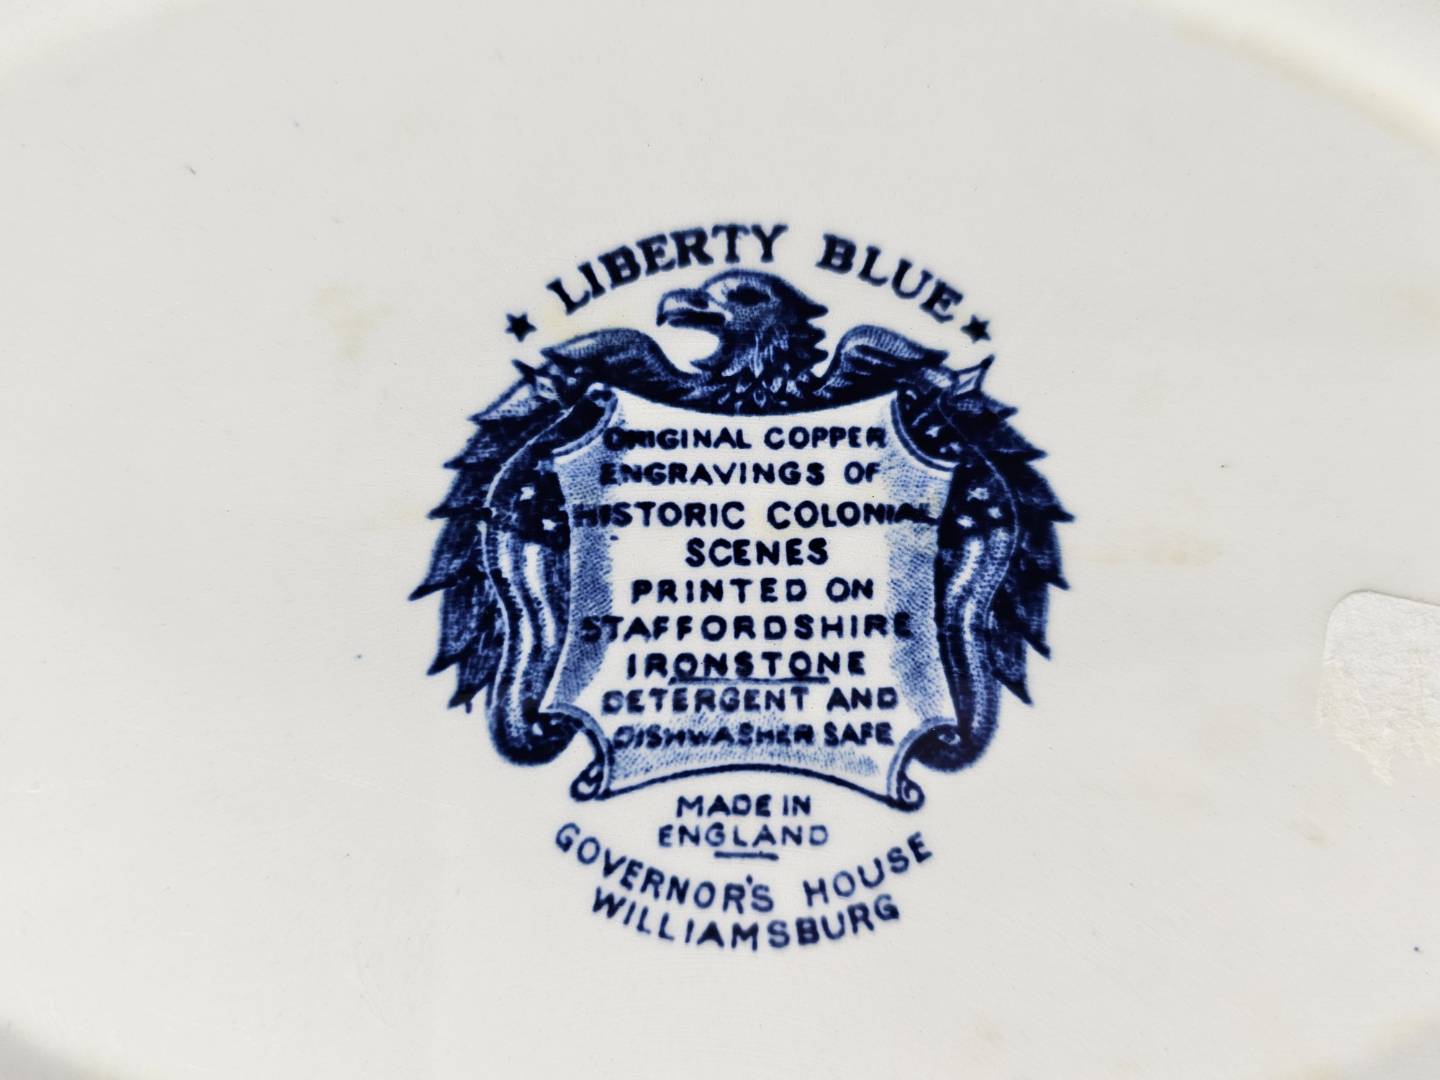 LIBERTY BLUE
ORIGINAL COPPER
ENGRAVINGS OF
HISTORIC COLONIAL
SCENES
PRINTED ON
STAFFORDSHIRE
IRONSTONE
DETERGENT AND
DISHWASHER SAFE
MADE IN
ENGLAND
GOVERNOR'S HOUSE
WILLIAMSBURG